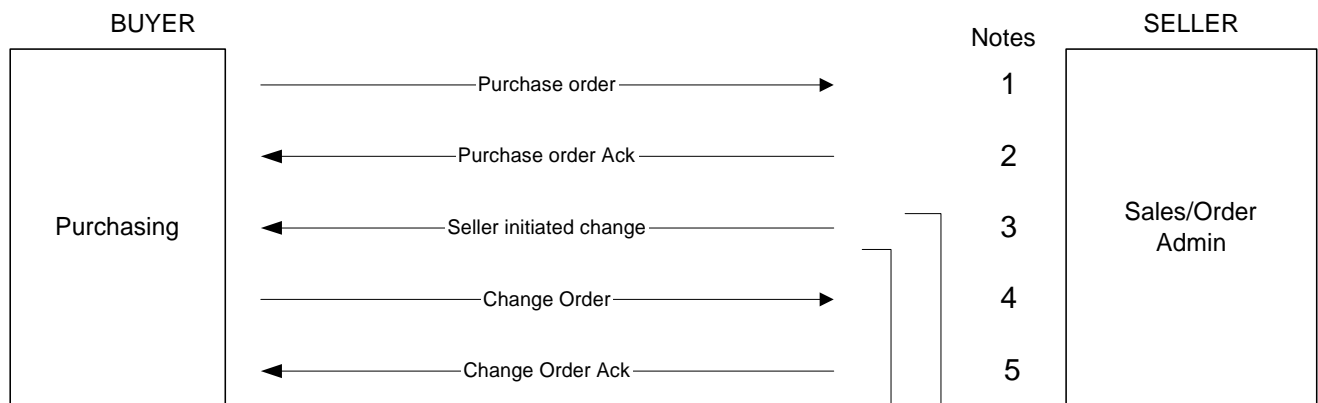 BUYER
Notes
SELLER
Purchase order
1
Purchase order Ack
2
Purchasing
Seller initiated change
3
Sales/Order
Admin
Change Order
4
Change Order Ack
5